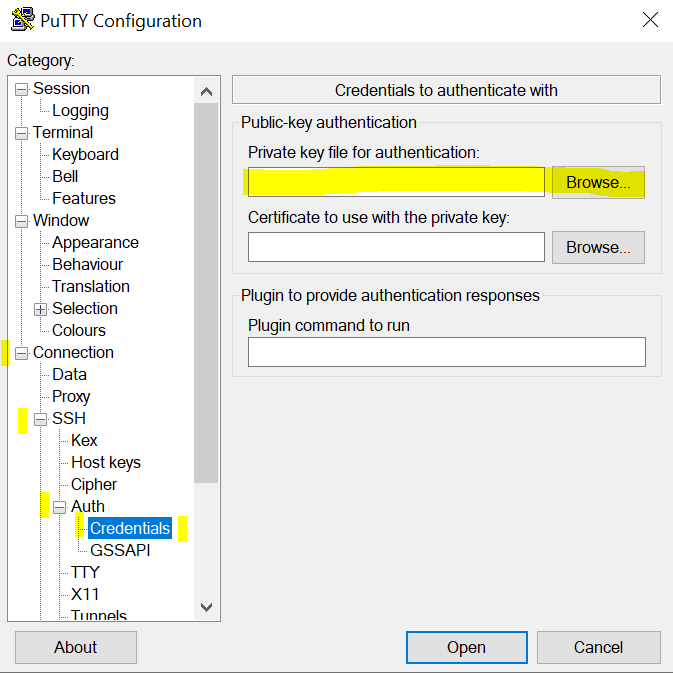 PuTTY Configuration
Category:
Session
Logging
Terminal
Keyboard
Bell
Features
Window
Appearance
Behaviour
Translation
Selection
Colours
Connection
Data
Proxy
SSH
Kex
Host keys
Cipher
Auth
Credentials
GSSAPI
TTY
X11
Tunnels
Credentials to authenticate with
Public-key authentication
Private key file for authentication:
Browse...
Certificate to use with the private key:
Browse...
Plugin to provide authentication responses
Plugin command to run
About
Open
Cancel